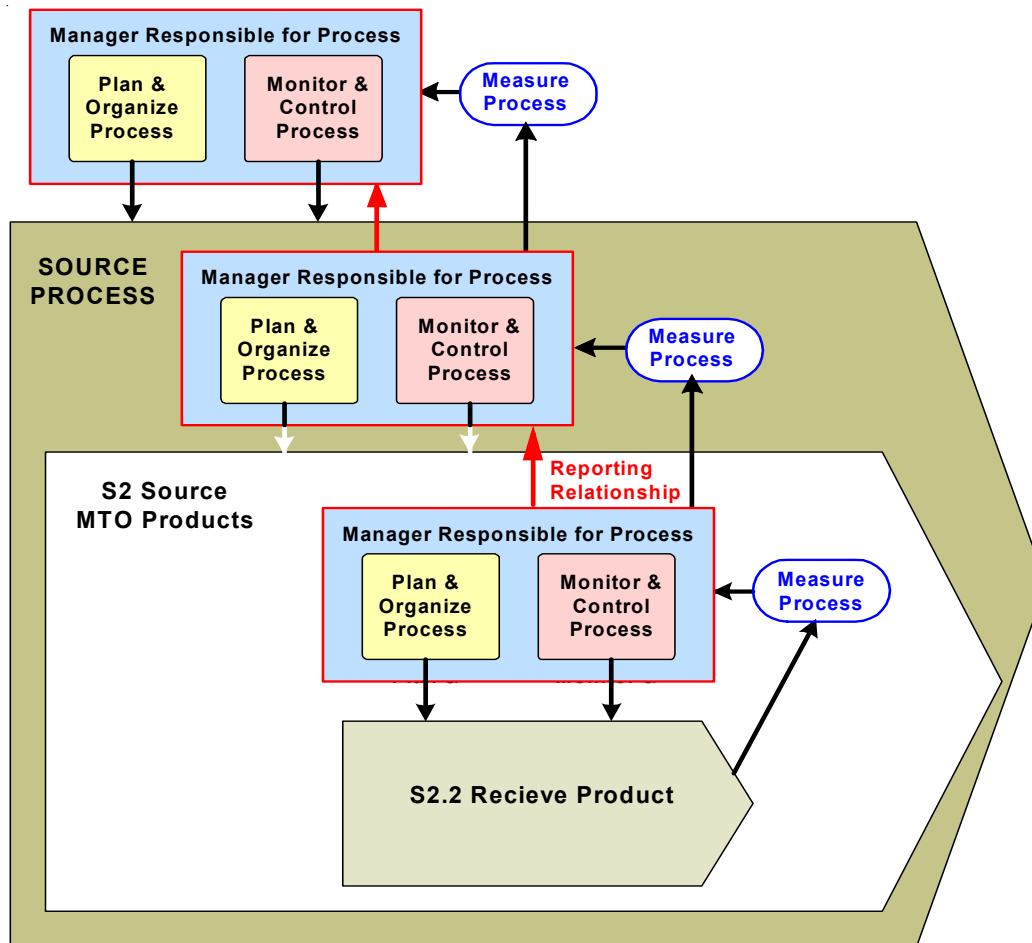 Manager Responsible for Process
Plan &
Organize
Process
Monitor &
Control
Process
Measure
Process
SOURCE
PROCESS
Manager Responsible for Process
Plan &
Organize
Process
Monitor &
Control
Process
Measure
Process
Reporting
Relationship
S2 Source
MTO Products
Manager Responsible for Process
Plan &
Organize
Process
Monitor &
Control
Process
Measure
Process
S2.2 Recieve Product